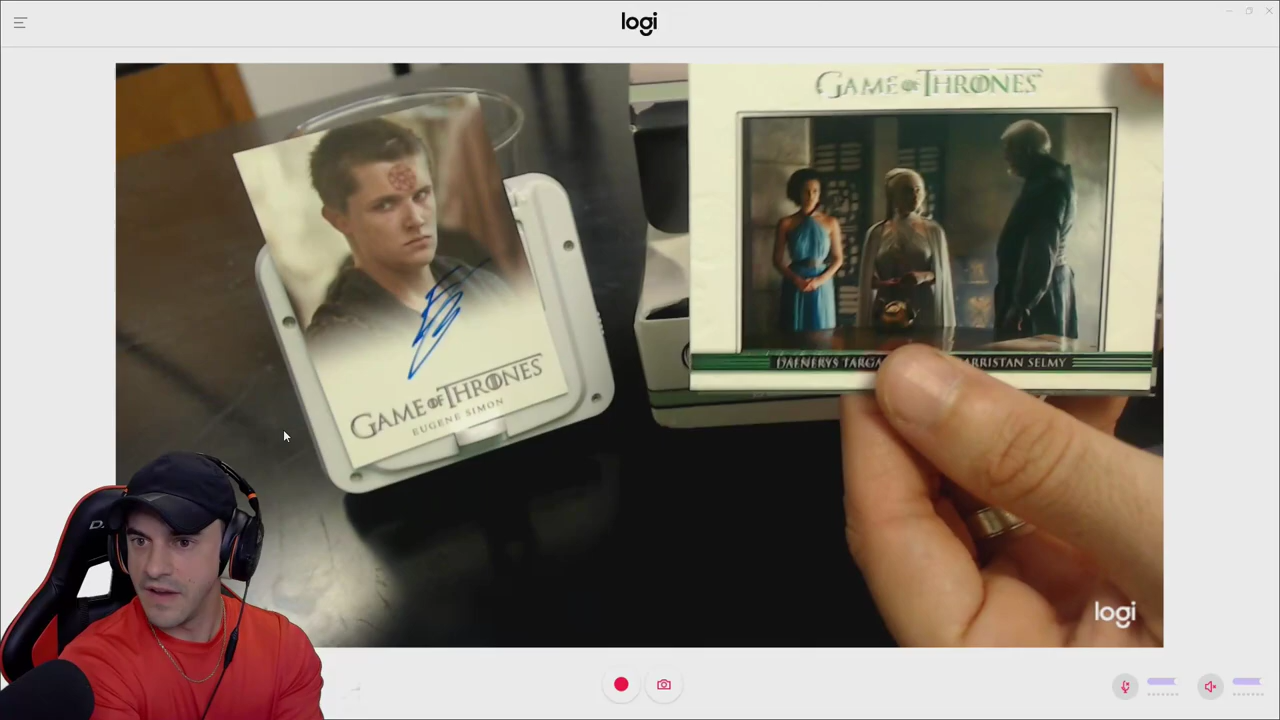 logi
GAME OF THRONES
DAENERYS TARGA ARRISTAN SELMY
GAME OF THRONES
EUGENE SIMON
logi